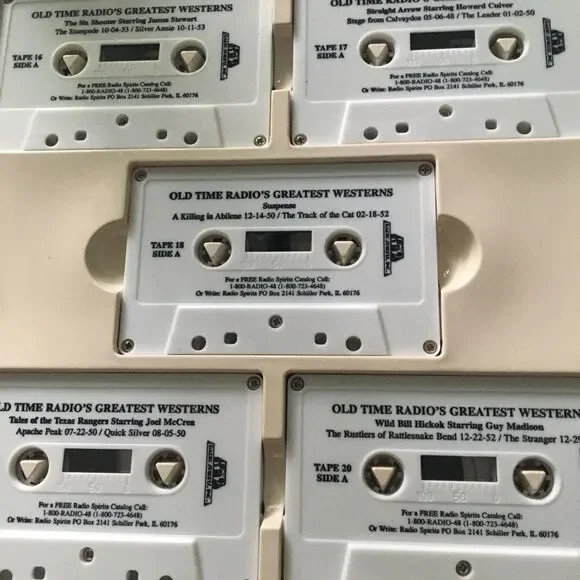 OLD TIME RADIO'S GREATEST WESTERNS
The Six Shooter Starring James Stewart
The Stampede 10-04-53 / Silver Annie 10-11-53
TAPE 16
SIDE A
For a FREE Radio Spirits Catalog Call:
1-800-RADIO-48 (1-800-723-4648)
Or Write: Radio Spirits PO Box 2141 Schiller Park, IL 60176
Straight Arrow Starring Howard Culver
Stage from Calvaydos 05-06-48 / The Leader 01-02-50
TAPE 17
SIDE A
For a FREE Radio Spirits Catalog Call:
1-800-RADIO-48 (1-800-723-4648)
Or Write: Radio Spirits PO Box 2141 Schiller Park, IL 60176
OLD TIME RADIO'S GREATEST WESTERNS
Suspense
A Killing in Abilene 12-14-50 / The Track of the Cat 02-18-52
TAPE 18
SIDE A
100 50 0
For a FREE Radio Spirits Catalog Call:
1-800-RADIO-48 (1-800-723-4648)
Or Write: Radio Spirits PO Box 2141 Schiller Park, IL 60176
LD TIME RADIO'S GREATEST WESTERNS
Tales of the Texas Rangers Starring Joel McCrea
Apache Peak 07-22-50 / Quick Silver 08-05-50
For a FREE Radio Spirits Catalog Call:
1-800-RADIO-48 (1-800-723-4648)
Or Write: Radio Spirits PO Box 2141 Schiller Park, IL 60176
OLD TIME RADIO'S GREATEST WESTERN
Wild Bill Hickok Starring Guy Madison
The Rustlers of Rattlesnake Bend 12-22-52 / The Stranger 12-29
TAPE 20
SIDE A
100 50 0
For a FREE Radio Spirits Catalog Call:
1-800-RADIO-48 (1-800-723-4648)
Or Write: Radio Spirits PO Box 2141 Schiller Park, IL 60176